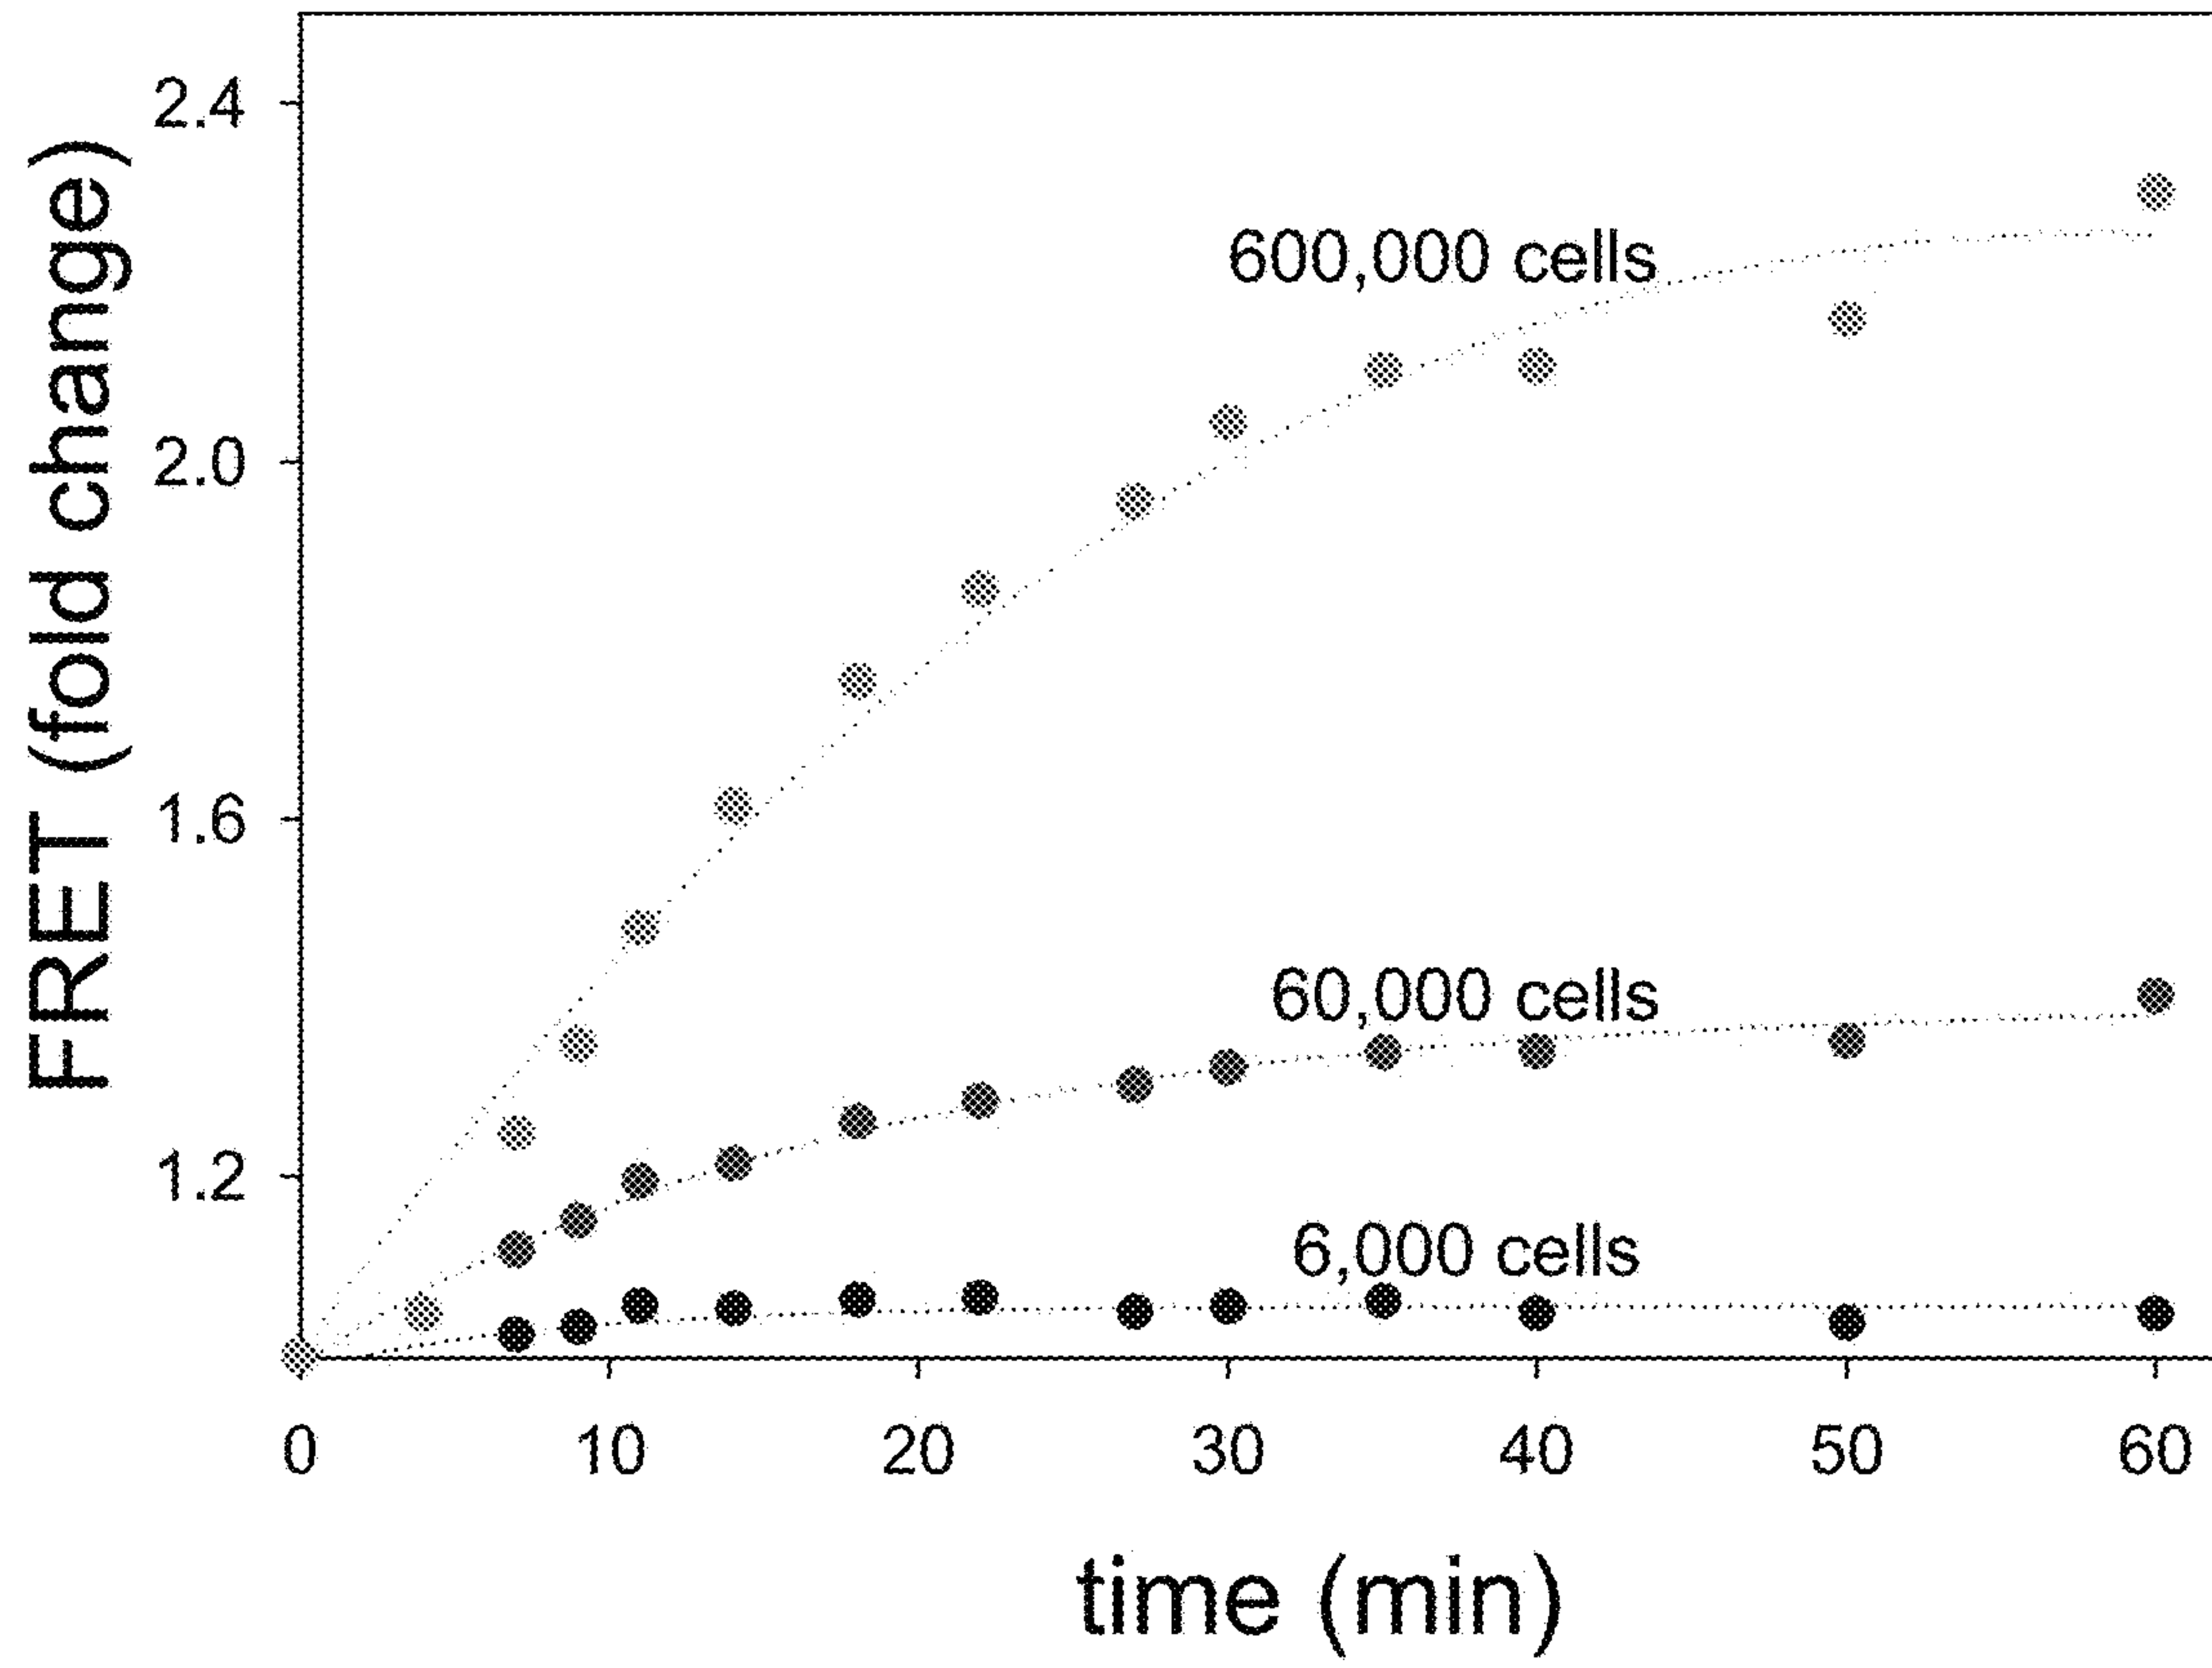 FRET (fold change)
2.4
2.0
1.6
1.2
600,000 cells
60,000 cells
6,000 cells
0 10 20 30 40 50 60
time (min)